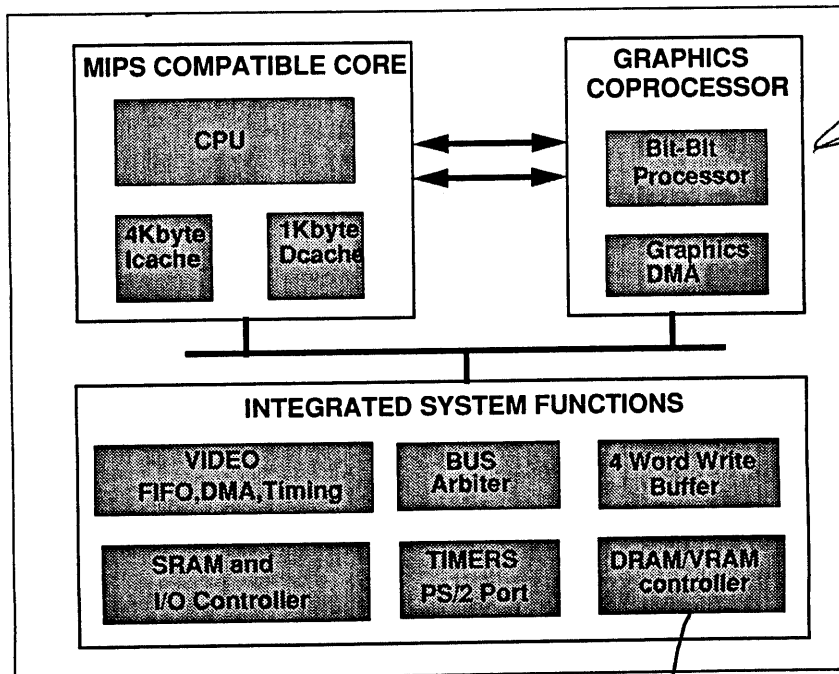 MIPS COMPATIBLE CORE
CPU
4Kbyte
Icache
1Kbyte
Dcache
GRAPHICS
COPROCESSOR
Bit-Blt
Processor
Graphics
DMA
INTEGRATED SYSTEM FUNCTIONS
VIDEO
FIFO,DMA,Timing
BUS
Arbiter
4 Word Write
Buffer
SRAM and
I/O Controller
TIMERS
PS/2 Port
DRAM/VRAM
controller